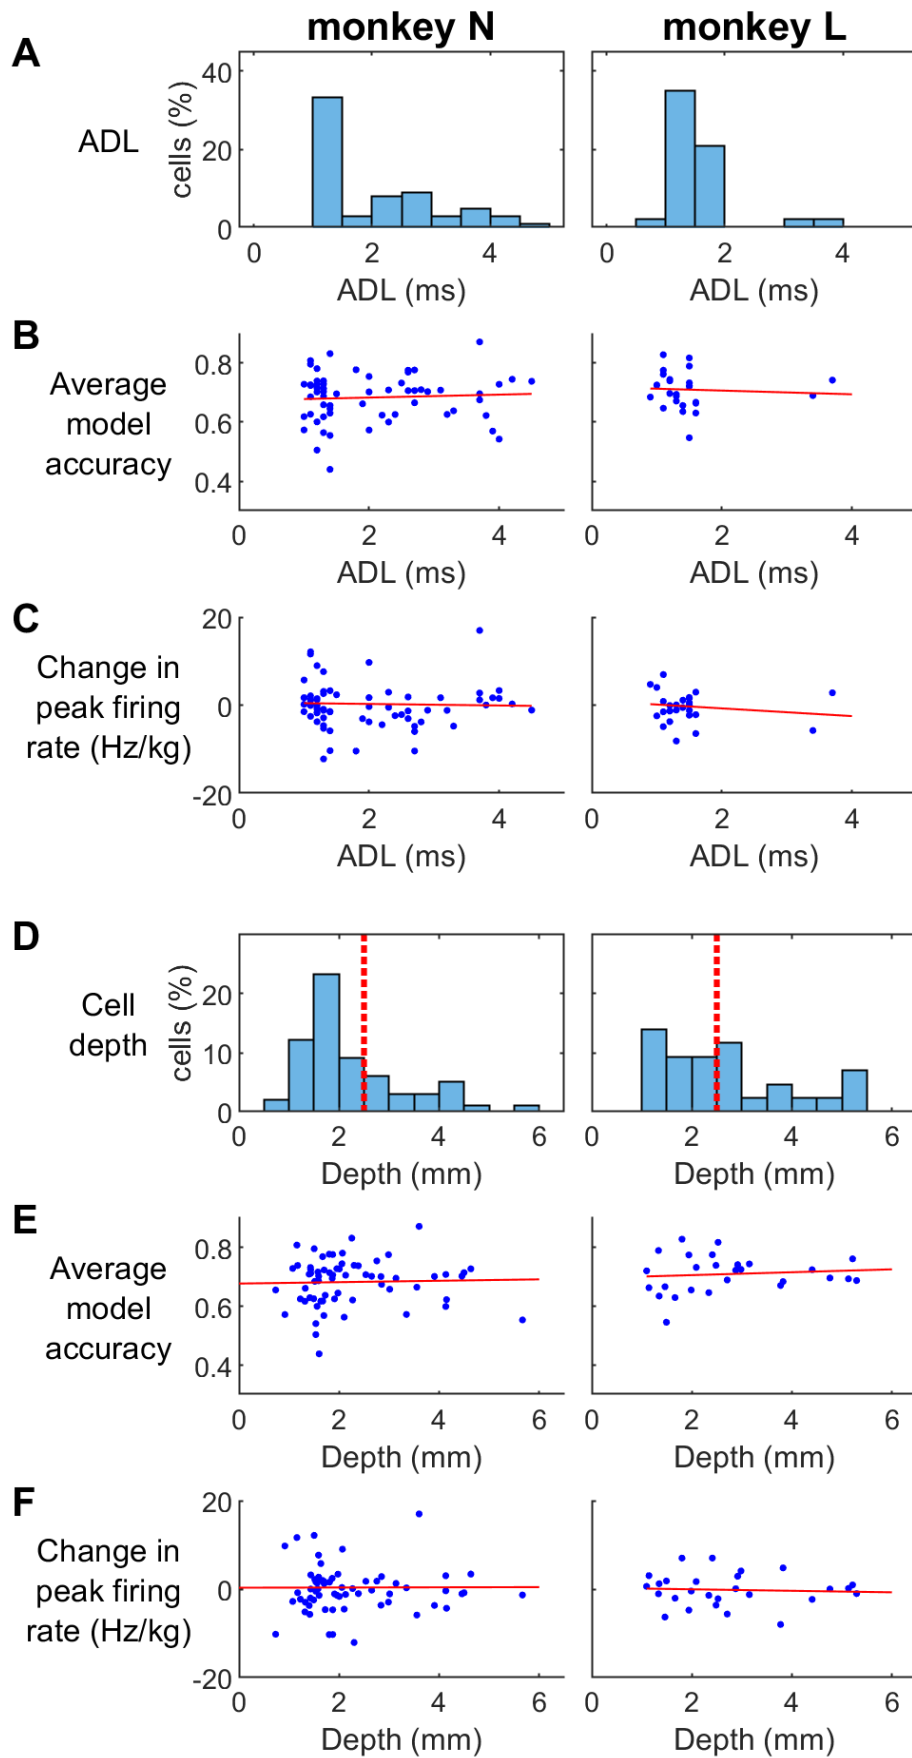 monkey N monkey L
A
ADL
cells (%)
40
20
0
0 2 4 0 2 4
ADL (ms) ADL (ms)
B
Average
model
accuracy
0.8
0.6
0.4
0 2 4 0 2 4
ADL (ms) ADL (ms)
C
Change in
peak firing
rate (Hz/kg)
20
0
-20
0 2 4 0 2 4
ADL (ms) ADL (ms)
D
Cell
depth
cells (%)
20
10
0
0 2 4 6 0 2 4 6
Depth (mm) Depth (mm)
E
Average
model
accuracy
0.8
0.6
0.4
0 2 4 6 0 2 4 6
Depth (mm) Depth (mm)
F
Change in
peak firing
rate (Hz/kg)
20
0
-20
0 2 4 6 0 2 4 6
Depth (mm) Depth (mm)